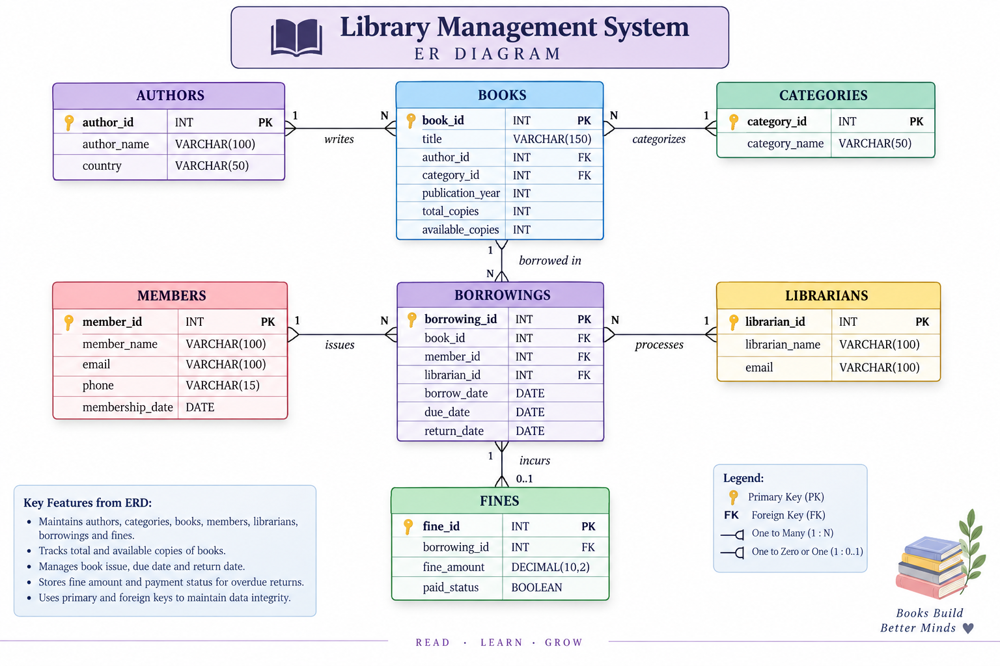 Library Management System
ER DIAGRAM
AUTHORS
author_id INT PK
author_name VARCHAR(100)
country VARCHAR(50)
1
N
writes
BOOKS
book_id INT PK
title VARCHAR(150)
author_id INT FK
category_id INT FK
publication_year INT
total_copies INT
available_copies INT
N
1
categorizes
CATEGORIES
category_id INT PK
category_name VARCHAR(50)
1
borrowed in
N
MEMBERS
member_id INT PK
member_name VARCHAR(100)
email VARCHAR(100)
phone VARCHAR(15)
membership_date DATE
1
N
issues
BORROWINGS
borrowing_id INT PK
book_id INT FK
member_id INT FK
librarian_id INT FK
borrow_date DATE
due_date DATE
return_date DATE
N
1
processes
LIBRARIANS
librarian_id INT PK
librarian_name VARCHAR(100)
email VARCHAR(100)
1
incurs
0..1
FINES
fine_id INT PK
borrowing_id INT FK
fine_amount DECIMAL(10,2)
paid_status BOOLEAN
Key Features from ERD:
• Maintains authors, categories, books, members, librarians,
borrowings and fines.
• Tracks total and available copies of books.
• Manages book issue, due date and return date.
• Stores fine amount and payment status for overdue returns.
• Uses primary and foreign keys to maintain data integrity.
Legend:
Primary Key (PK)
FK Foreign Key (FK)
One to Many (1 : N)
One to Zero or One (1 : 0..1)
Books Build
Better Minds
READ · LEARN · GROW